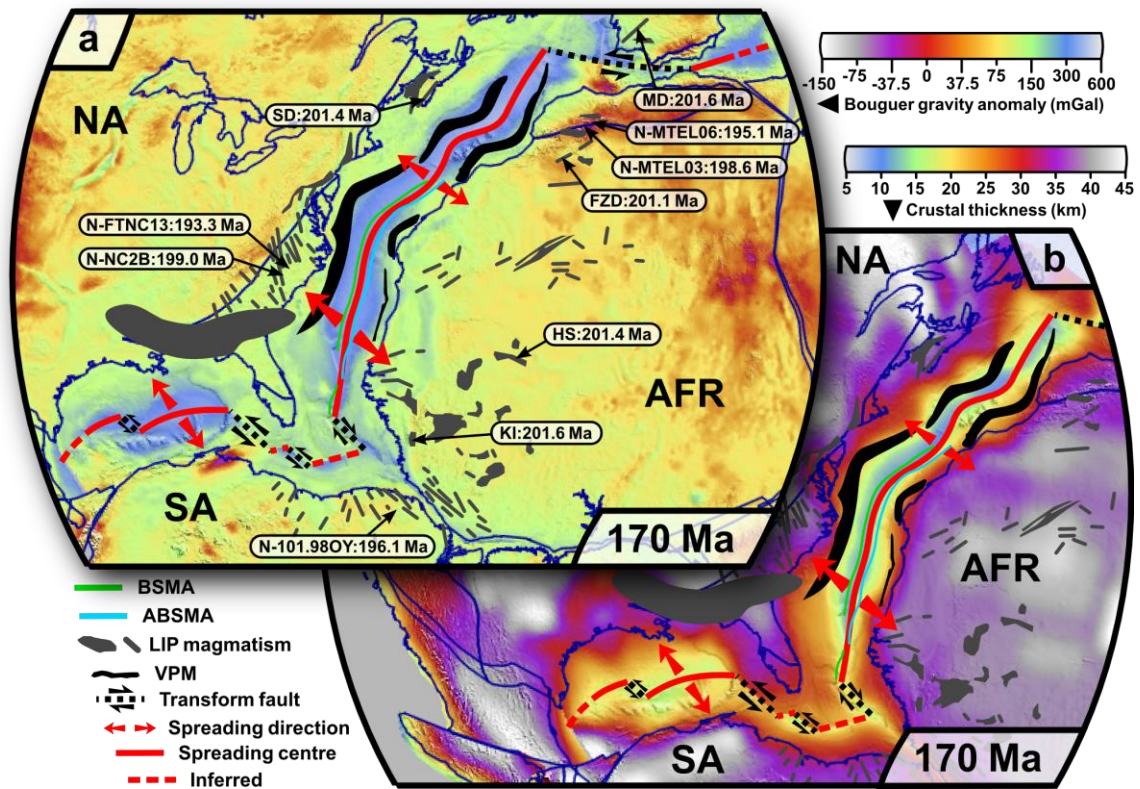 a
NA
SD:201.4 Ma
MD:201.6 Ma
N-MTEL06:195.1 Ma
N-MTEL03:198.6 Ma
FZD:201.1 Ma
N-FTNC13:193.3 Ma
N-NC2B:199.0 Ma
HS:201.4 Ma
AFR
KI:201.6 Ma
SA
N-101.98OY:196.1 Ma
170 Ma
-150 -75 -37.5 0 37.5 75 150 300 600
Bouguer gravity anomaly (mGal)
5 10 15 20 25 30 35 40 45
Crustal thickness (km)
NA
b
AFR
SA
170 Ma
BSMA
ABSMA
LIP magmatism
VPM
Transform fault
Spreading direction
Spreading centre
Inferred